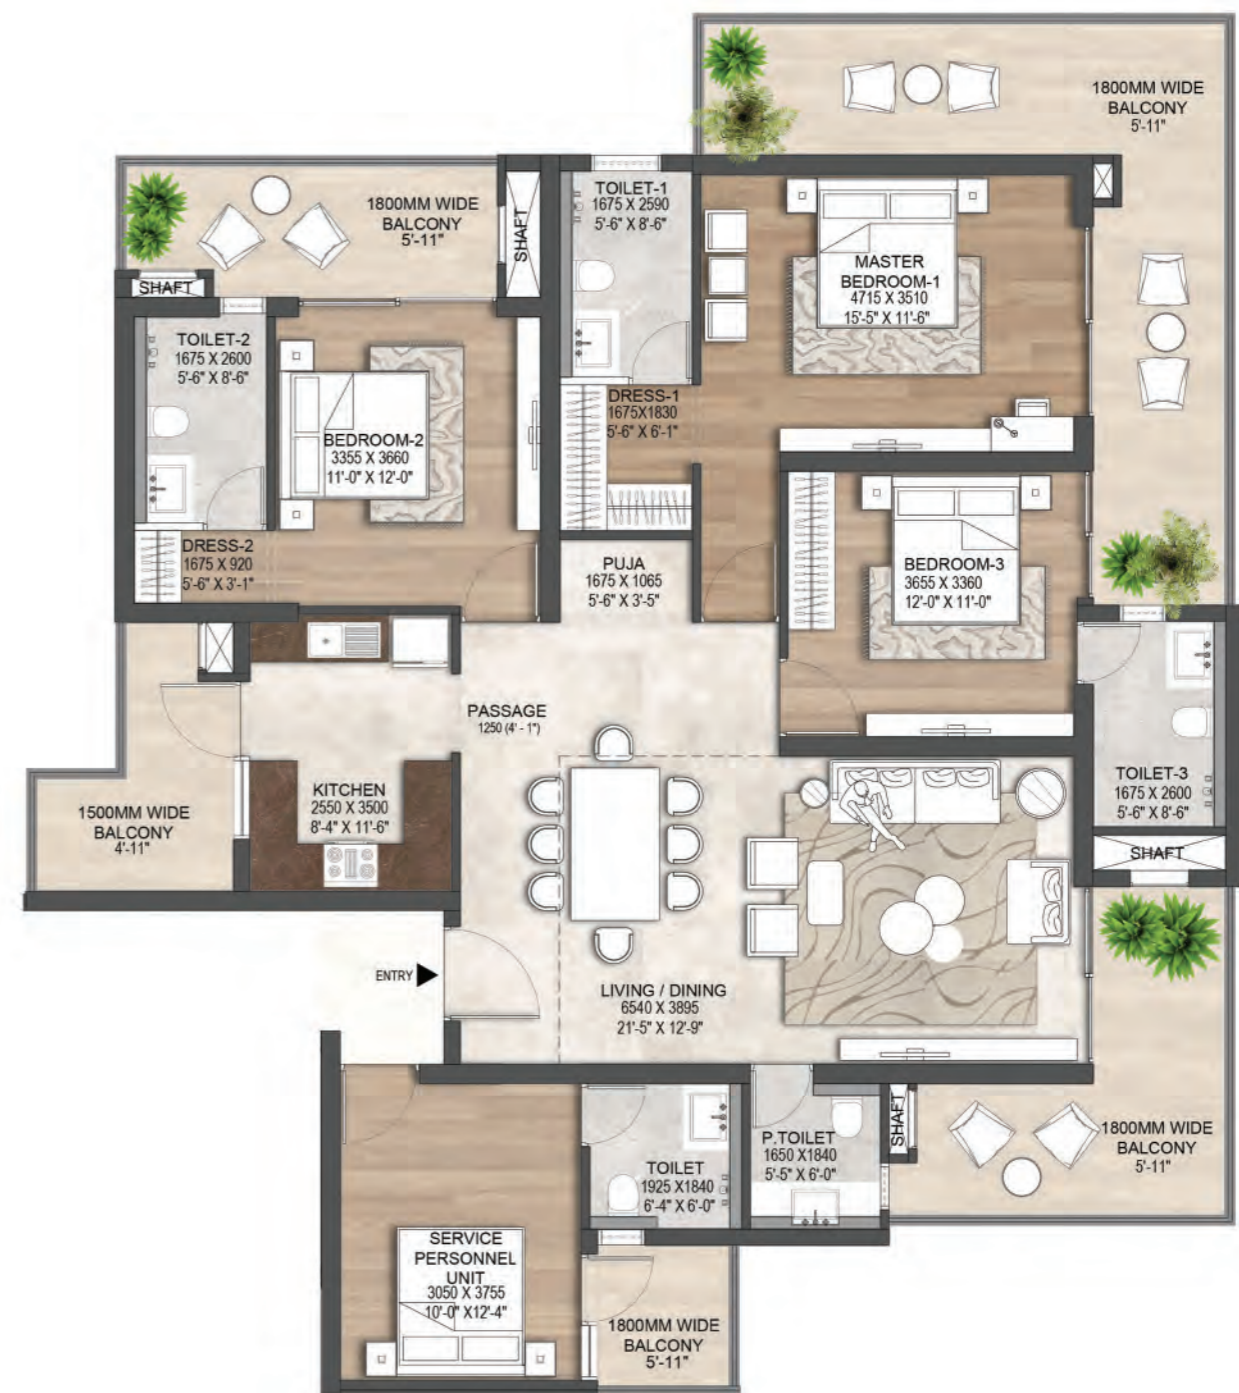 1800MM WIDE
BALCONY
5'-11"
1800MM WIDE
BALCONY
5'-11"
SHAFT
SHAFT
TOILET-1
1675 X 2590
5'-6" X 8'-6"
MASTER
BEDROOM-1
4715 X 3510
15'-5" X 11'-6"
TOILET-2
1675 X 2600
5'-6" X 8'-6"
DRESS-1
1675X1830
5'-6" X 6'-1"
BEDROOM-2
3355 X 3660
11'-0" X 12'-0"
DRESS-2
1675 X 920
5'-6" X 3'-1"
PUJA
1675 X 1065
5'-6" X 3'-5"
BEDROOM-3
3655 X 3360
12'-0" X 11'-0"
PASSAGE
1250 (4' - 1")
KITCHEN
2550 X 3500
8'-4" X 11'-6"
1500MM WIDE
BALCONY
4'-11"
TOILET-3
1675 X 2600
5'-6" X 8'-6"
SHAFT
ENTRY
LIVING / DINING
6540 X 3895
21'-5" X 12'-9"
SHAFT
1800MM WIDE
BALCONY
5'-11"
P.TOILET
1650 X1840
5'-5" X 6'-0"
TOILET
1925 X1840
6'-4" X 6'-0"
SERVICE
PERSONNEL
UNIT
3050 X 3755
10'-0" X12'-4"
1800MM WIDE
BALCONY
5'-11"